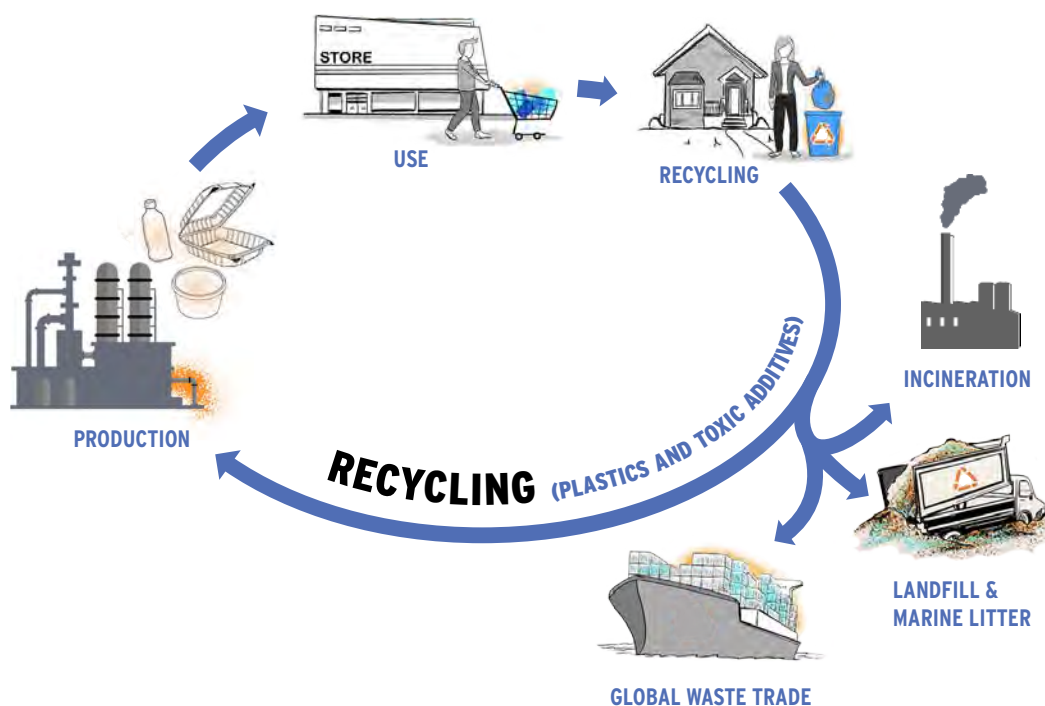 STORE
USE
RECYCLING
PRODUCTION
INCINERATION
RECYCLING (PLASTICS AND TOXIC ADDITIVES)
LANDFILL &
MARINE LITTER
GLOBAL WASTE TRADE